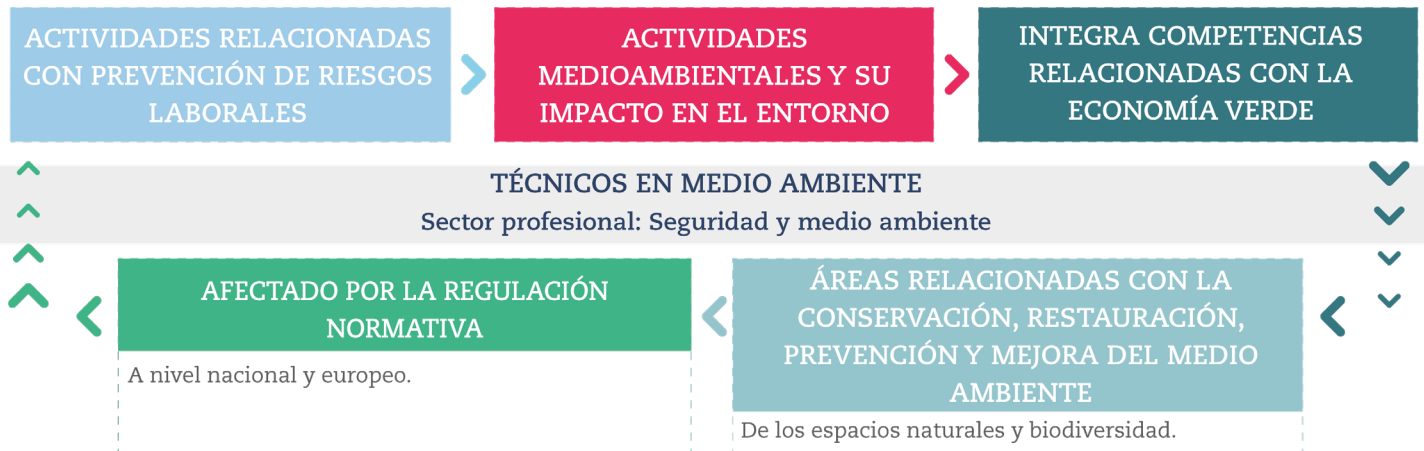 ACTIVIDADES RELACIONADAS
CON PREVENCIÓN DE RIESGOS
LABORALES
ACTIVIDADES
MEDIOAMBIENTALES Y SU
IMPACTO EN EL ENTORNO
INTEGRA COMPETENCIAS
RELACIONADAS CON LA
ECONOMÍA VERDE
TÉCNICOS EN MEDIO AMBIENTE
Sector profesional: Seguridad y medio ambiente
AFECTADO POR LA REGULACIÓN
NORMATIVA
A nivel nacional y europeo.
ÁREAS RELACIONADAS CON LA
CONSERVACIÓN, RESTAURACIÓN,
PREVENCIÓN Y MEJORA DEL MEDIO
AMBIENTE
De los espacios naturales y biodiversidad.